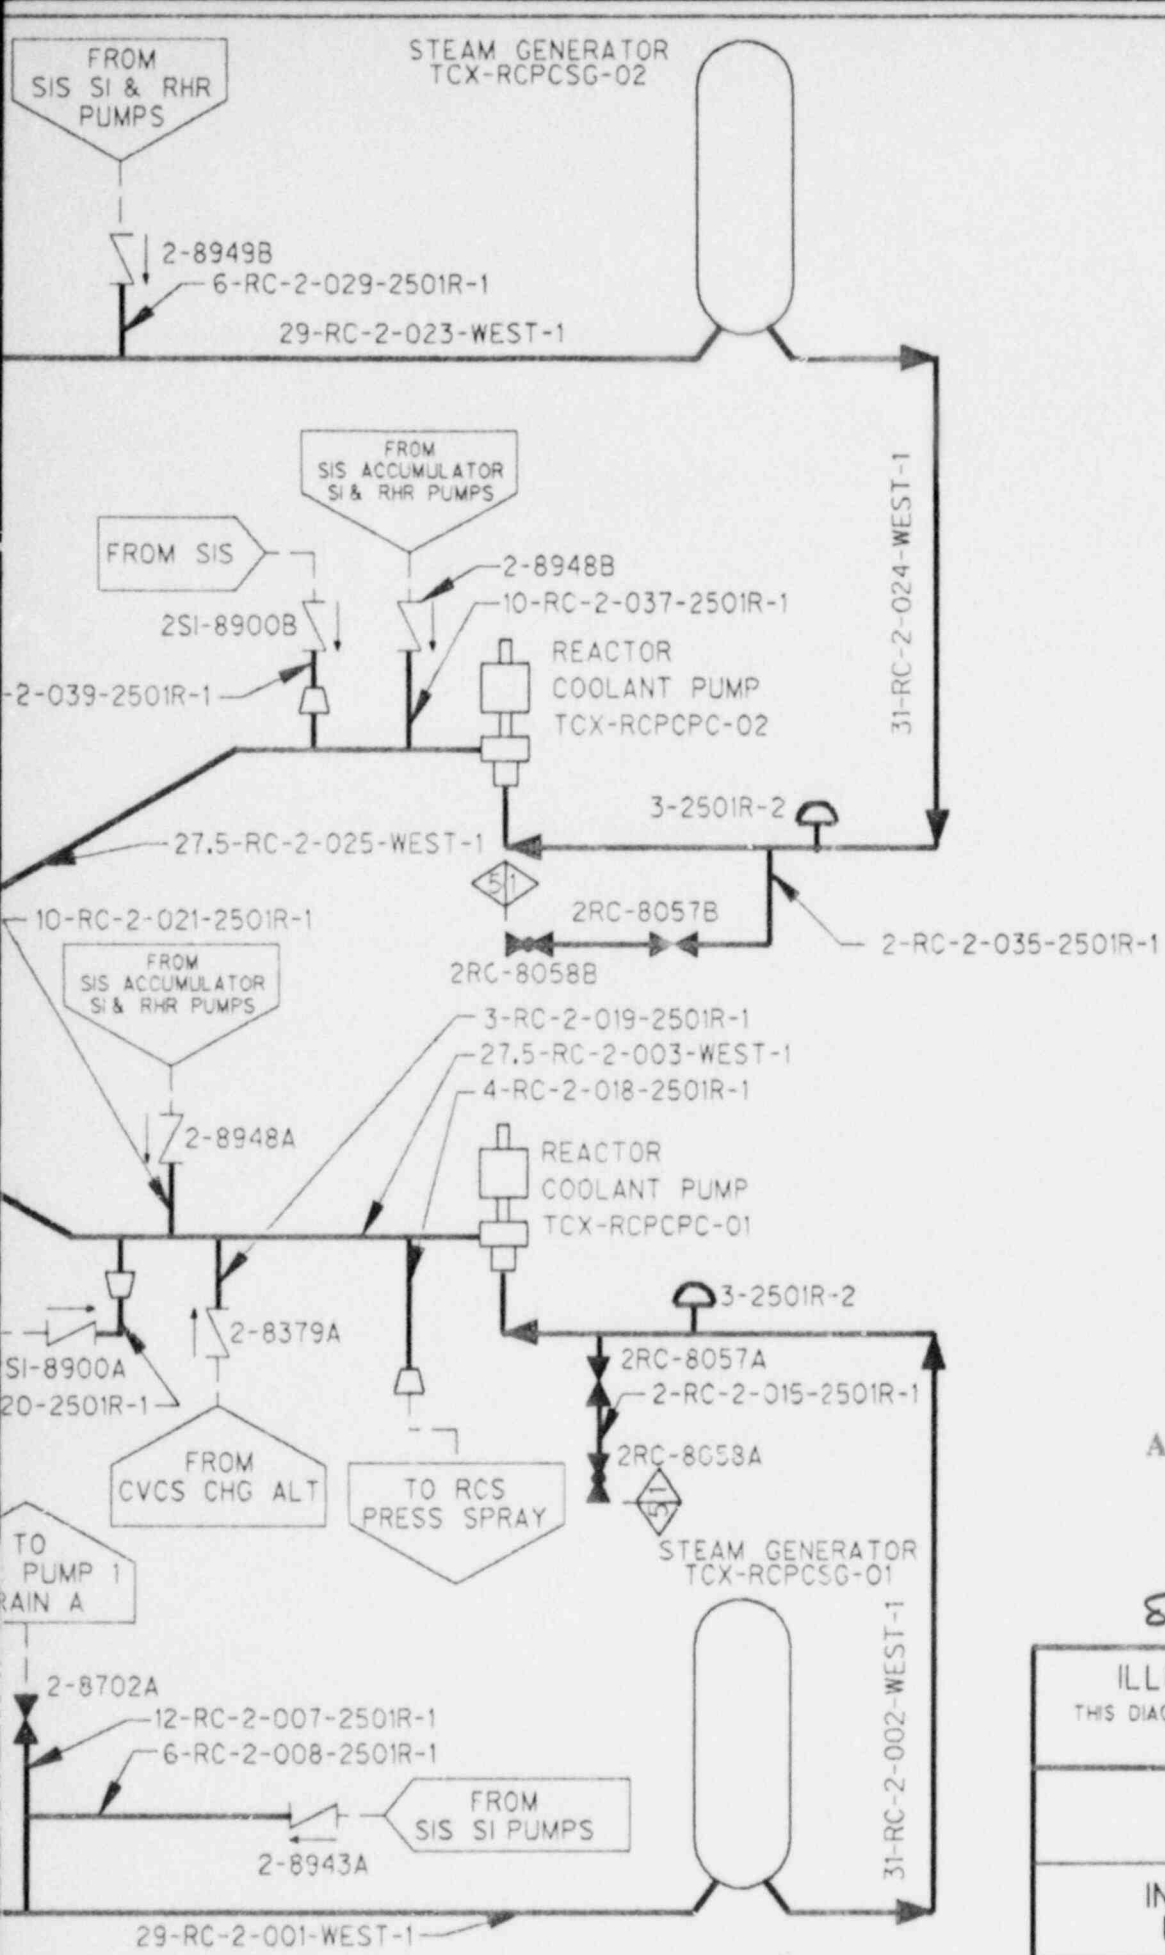 FROM
SIS SI & RHR
PUMPS
STEAM GENERATOR
TCX-RCPCSG-02
2-8949B
6-RC-2-029-2501R-1
29-RC-2-023-WEST-1
FROM
SIS ACCUMULATOR
SI & RHR PUMPS
31-RC-2-024-WEST-1
FROM SIS
2-8948B
10-RC-2-037-2501R-1
2SI-8900B
REACTOR
COOLANT PUMP
TCX-RCPCPC-02
-2-039-2501R-1
3-2501R-2
27.5-RC-2-025-WEST-1
5/1
2RC-8057B
10-RC-2-021-2501R-1
2-RC-2-035-2501R-1
2RC-8058B
FROM
SIS ACCUMULATOR
SI & RHR PUMPS
3-RC-2-019-2501R-1
27.5-RC-2-003-WEST-1
4-RC-2-018-2501R-1
2-8948A
REACTOR
COOLANT PUMP
TCX-RCPCPC-01
3-2501R-2
2-8379A
2RC-8057A
SI-8900A
2-RC-2-015-2501R-1
20-2501R-1
2RC-8058A
5/1
FROM
CVCS CHG ALT
TO RCS
PRESS SPRAY
A
TO
PUMP 1
RAIN A
STEAM GENERATOR
TCX-RCPCSG-01
31-RC-2-002-WEST-1
2-8702A
12-RC-2-007-2501R-1
6-RC-2-008-2501R-1
FROM
SIS SI PUMPS
2-8943A
29-RC-2-001-WEST-1
ILL
THIS DIAG
IN